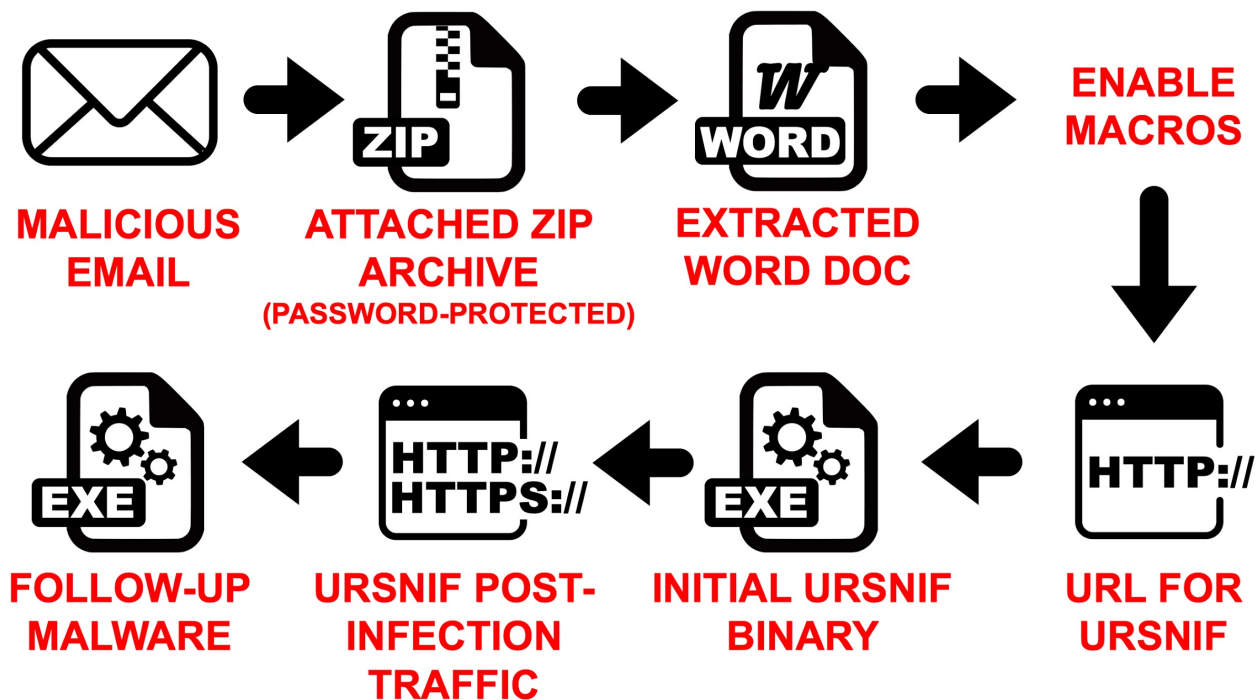 ZIP
W
WORD
ENABLE
MACROS
MALICIOUS
EMAIL
ATTACHED ZIP
ARCHIVE
(PASSWORD-PROTECTED)
EXTRACTED
WORD DOC
HTTP://
URL FOR
URSNIF
EXE
INITIAL URSNIF
BINARY
HTTP://
HTTPS://
URSNIF POST-
INFECTION
TRAFFIC
EXE
FOLLOW-UP
MALWARE